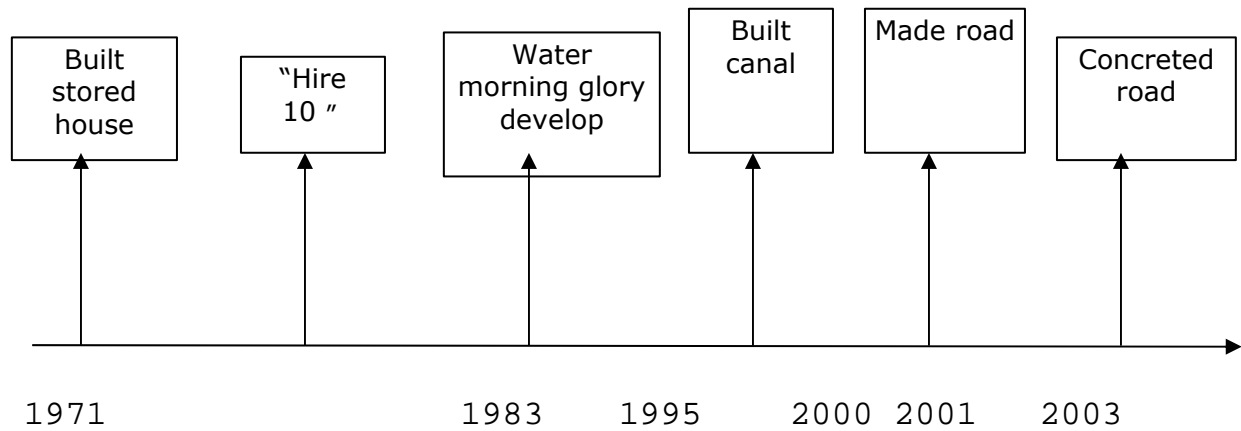 Built
stored
house
“Hire
10 ”
Water
morning glory
develop
Built
canal
Made road
Concreted
road
1971 1983 1995 2000 2001 2003